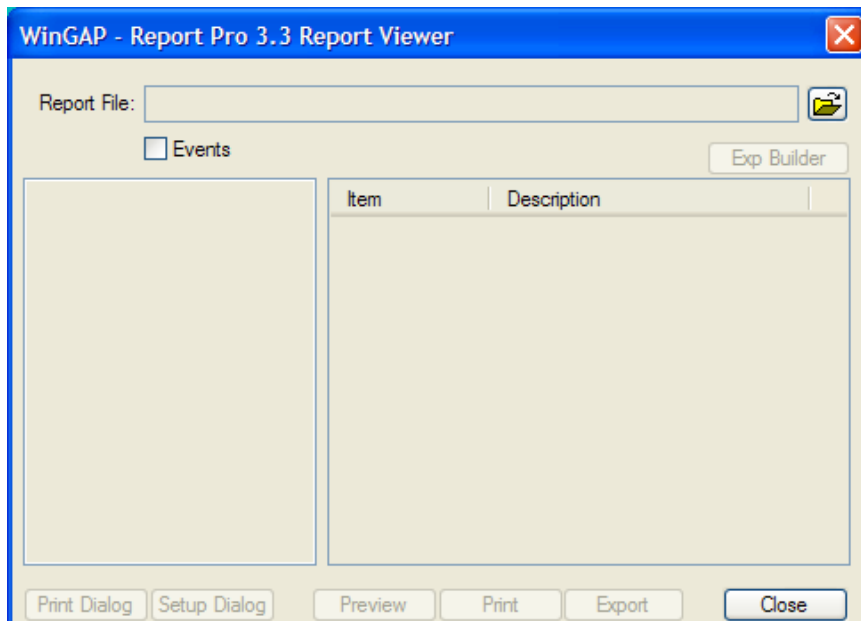 WinGAP - Report Pro 3.3 Report Viewer
Report File:
Events
Exp Builder
Item Description
Print Dialog Setup Dialog Preview Print Export Close